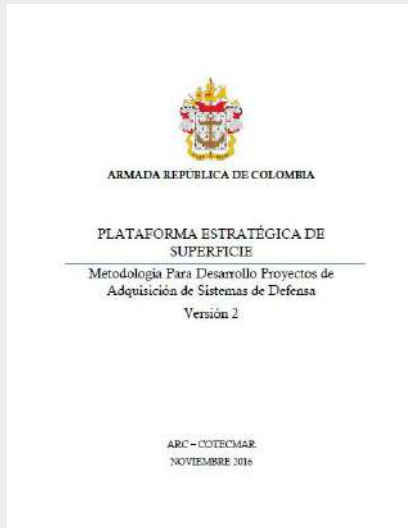 ARMADA REPÚBLICA DE COLOMBIA
PLATAFORMA ESTRATÉGICA DE
SUPERFICIE
Metodología Para Desarrollo Proyectos de
Adquisición de Sistemas de Defensa
Versión 2
ARC – COTECMAR
NOVIEMBRE 2016